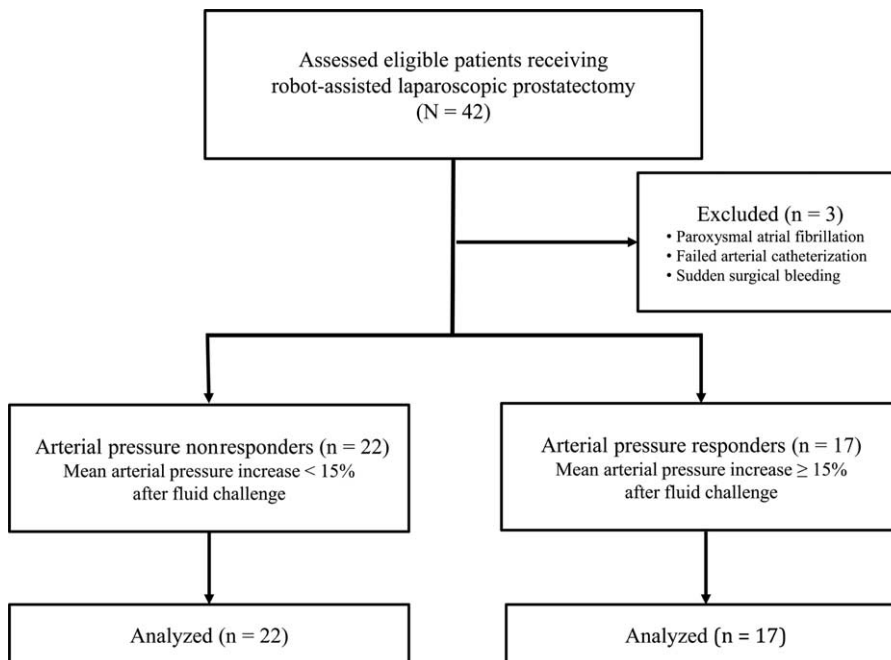 Assessed eligible patients receiving
robot-assisted laparoscopic prostatectomy
(N = 42)
Excluded (n = 3)
• Paroxysmal atrial fibrillation
• Failed arterial catheterization
• Sudden surgical bleeding
Arterial pressure nonresponders (n = 22)
Mean arterial pressure increase < 15%
after fluid challenge
Arterial pressure responders (n = 17)
Mean arterial pressure increase ≥ 15%
after fluid challenge
Analyzed (n = 22)
Analyzed (n = 17)